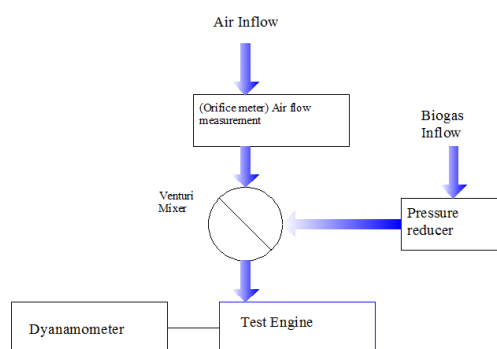 Air Inflow
(Orifice meter) Air flow
measurement
Biogas
Inflow
Venturi
Mixer
Pressure
reducer
Dyanamometer
Test Engine